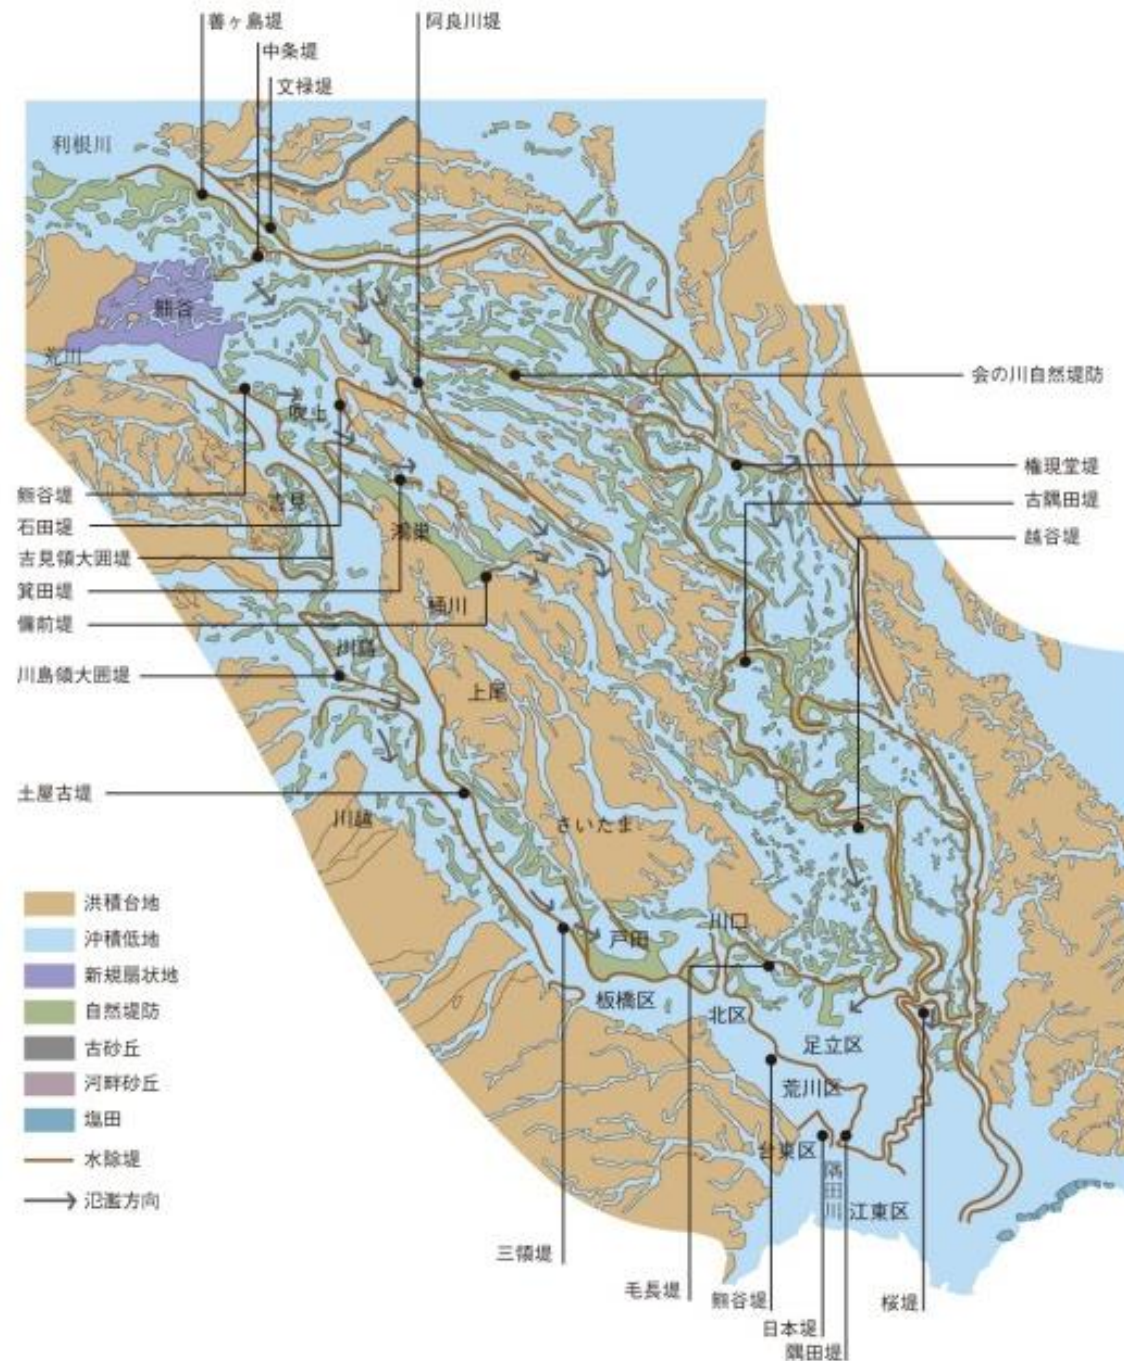 善ヶ島堤
阿良川堤
中条堤
文禄堤
利根川
熊谷
荒川
会の川自然堤防
吹上
権現堂堤
熊谷堤
吉見
古隅田堤
石田堤
鴻巣
越谷堤
吉見領大囲堤
箕田堤
備前堤
桶川
川島
川島領大囲堤
上尾
土屋古堤
川越
さいたま
洪積台地
沖積低地
新規扇状地
自然堤防
古砂丘
河畔砂丘
塩田
水除堤
氾濫方向
川口
戸田
板橋区
北区
足立区
荒川区
台東区
隅田川
江東区
三領堤
毛長堤
熊谷堤
桜堤
日本堤
隅田堤